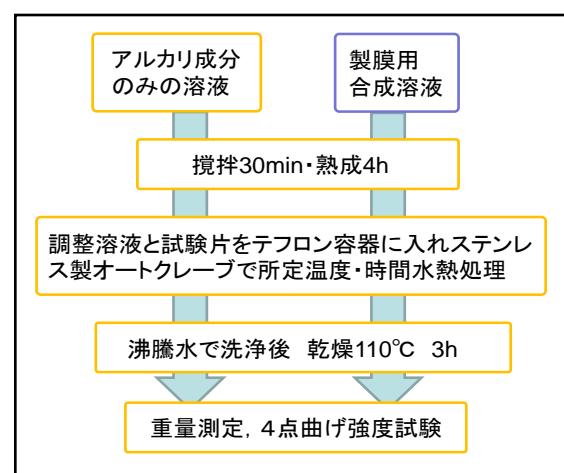 アルカリ成分
のみの溶液
製膜用
合成溶液
撹拌30min・熟成4h
調整溶液と試験片をテフロン容器に入れステンレ
ス製オートクレーブで所定温度・時間水熱処理
沸騰水で洗浄後　乾燥110℃　3h
重量測定，４点曲げ強度試験